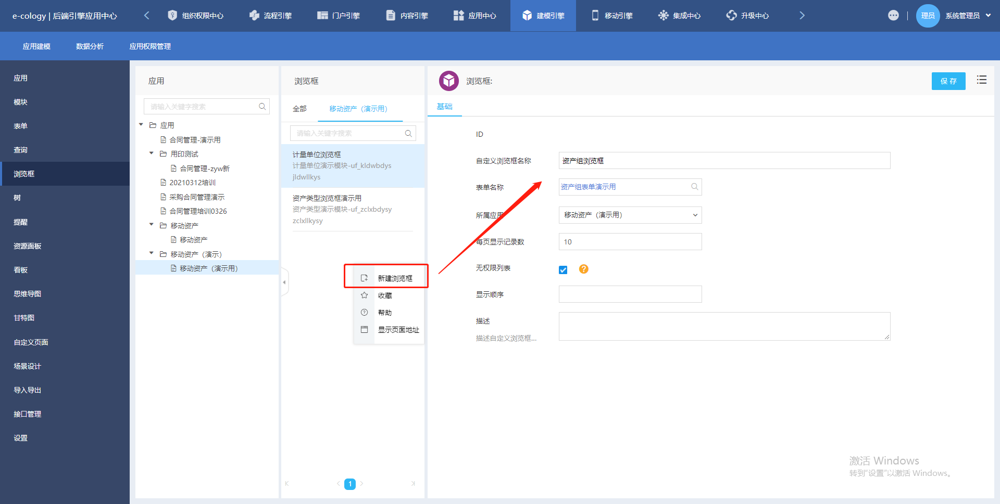 e-cology | 后端引擎应用中心
组织权限中心
流程引擎
门户引擎
内容引擎
应用中心
建模引擎
移动引擎
集成中心
升级中心
理员
系统管理员
应用建模
数据分析
应用权限管理
应用
模块
表单
查询
浏览框
树
提醒
资源面板
看板
思维导图
甘特图
自定义页面
场景设计
导入导出
接口管理
设置
应用
请输入关键字搜索
应用
合同管理-演示用
用印测试
合同管理-zyw新
20210312培训
采购合同管理演示
合同管理培训0326
移动资产
移动资产
移动资产（演示）
移动资产（演示用）
浏览框
全部
移动资产（演示用）
请输入关键字搜索
计量单位浏览框
计量单位演示模块-uf_kldwbdys
jldwllkys
资产类型浏览框演示用
资产类型演示模块-uf_zclxbdysy
zclxllkysy
新建浏览框
收藏
帮助
显示页面地址
1
浏览框:
保 存
基础
ID
自定义浏览框名称
资产组浏览框
表单名称
资产组表单演示用
所属应用
移动资产（演示用）
每页显示记录数
10
无权限列表
?
显示顺序
描述
描述自定义浏览框...
激活 Windows
转到"设置"以激活 Windows。